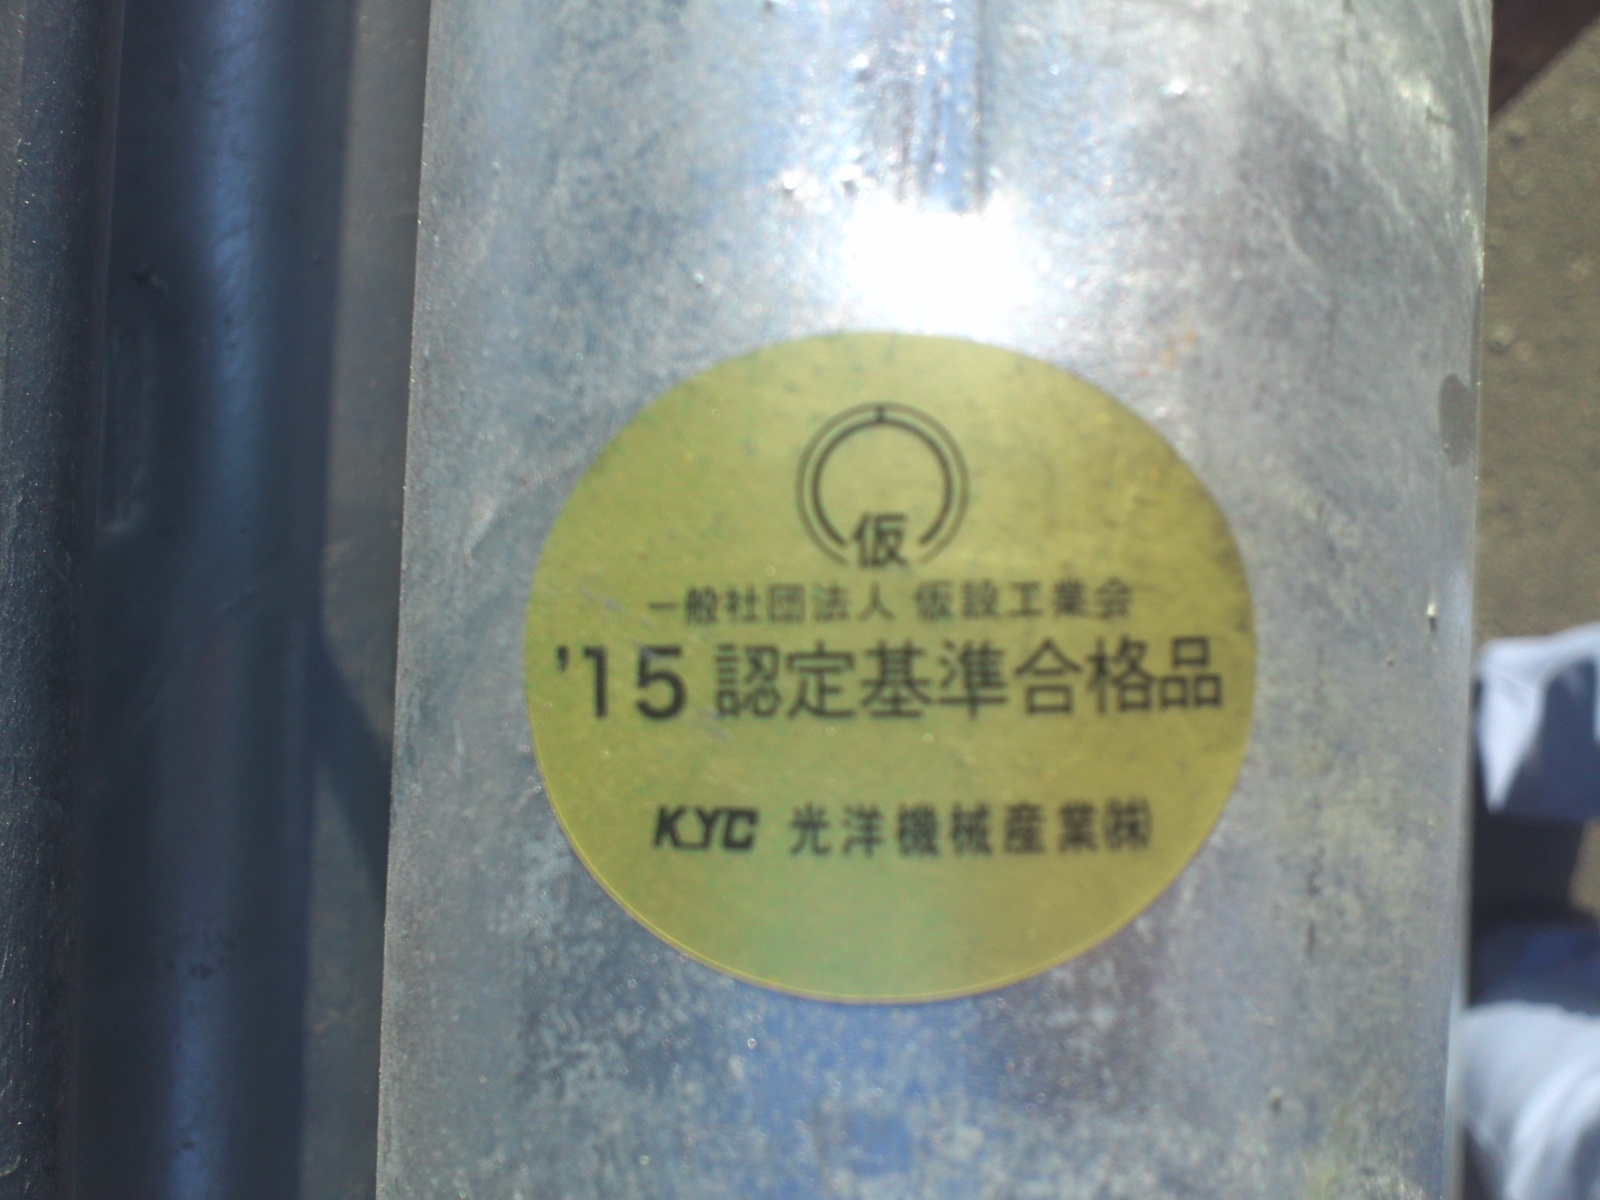 仮
一般社団法人 仮設工業会
'15 認定基準合格品
KYC 光洋機械産業㈱